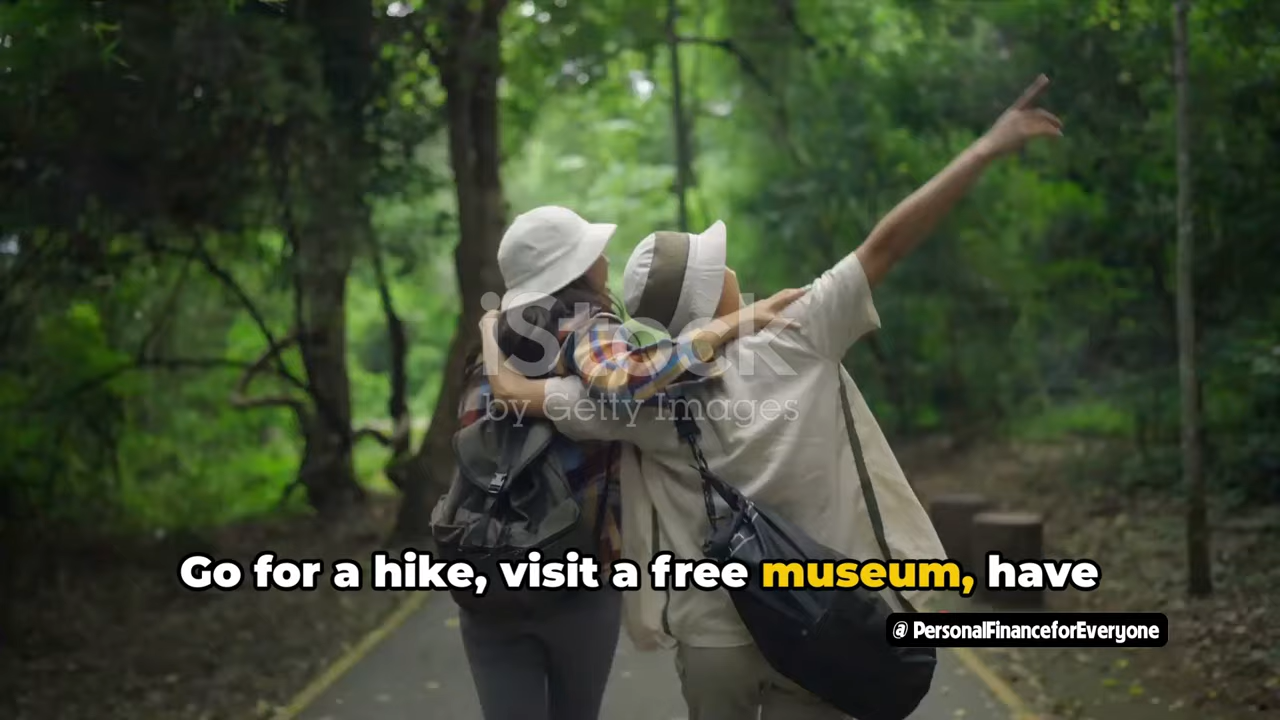 iStock
by Getty Images
Go for a hike, visit a free museum, have
@ PersonalFinanceforEveryone